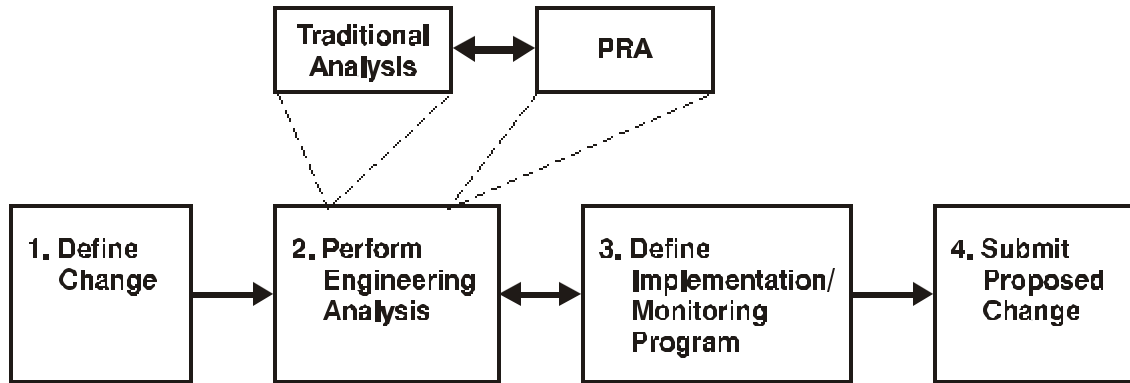 Traditional
Analysis
PRA
1. Define
Change
2. Perform
Engineering
Analysis
3. Define
Implementation/
Monitoring
Program
4. Submit
Proposed
Change